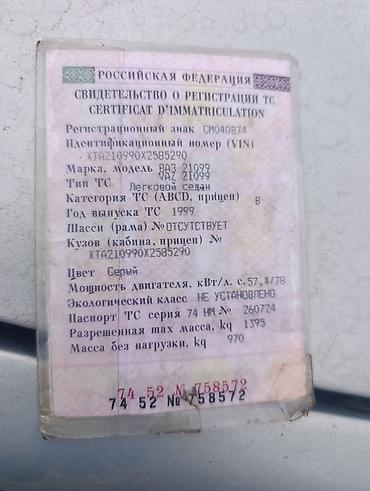 РОССИЙСКАЯ ФЕДЕРАЦИЯ
СВИДЕТЕЛЬСТВО О РЕГИСТРАЦИИ ТС
CERTIFICAT D'IMMATRICULATION
Регистрационный знак СМ040В74
Идентификационный номер (VIN)
XTA210990X2585290
Марка, модель ВАЗ 21099
VAZ 21099
Тип ТС Легковой седан
Категория ТС (ABCD, прицеп) B
Год выпуска ТС 1999
Шасси (рама) № ОТСУТСТВУЕТ
Кузов (кабина, прицеп) №
XTA210990X2585290
Цвет Серый
Мощность двигателя, кВт/л. с. 57,4/78
Экологический класс НЕ УСТАНОВЛЕНО
Паспорт ТС серия 74 НМ № 260724
Разрешенная max масса, kg 1395
Масса без нагрузки, kg 970
74 52 № 758572
74 52 № 758572